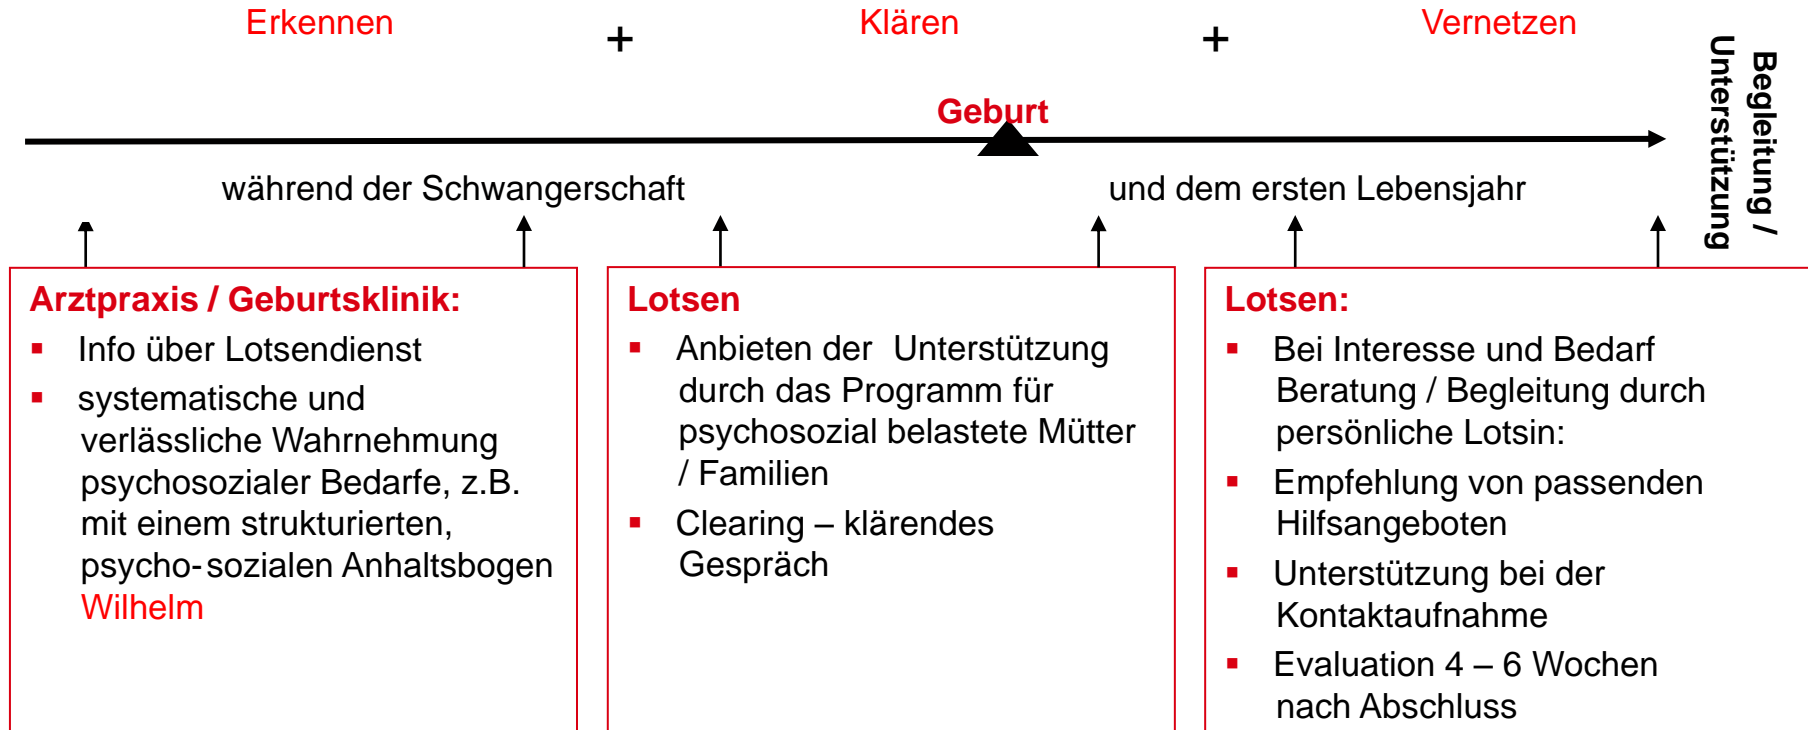 Erkennen + Klären + Vernetzen
Begleitung /
Unterstützung
Geburt
während der Schwangerschaft
und dem ersten Lebensjahr
Arztpraxis / Geburtsklinik:
▪ Info über Lotsendienst
▪ systematische und
verlässliche Wahrnehmung
psychosozialer Bedarfe, z.B.
mit einem strukturierten,
psycho-sozialen Anhaltsbogen
Wilhelm
Lotsen
▪ Anbieten der Unterstützung
durch das Programm für
psychosozial belastete Mütter
/ Familien
▪ Clearing – klärendes
Gespräch
Lotsen:
▪ Bei Interesse und Bedarf
Beratung / Begleitung durch
persönliche Lotsin:
▪ Empfehlung von passenden
Hilfsangeboten
▪ Unterstützung bei der
Kontaktaufnahme
▪ Evaluation 4 – 6 Wochen
nach Abschluss